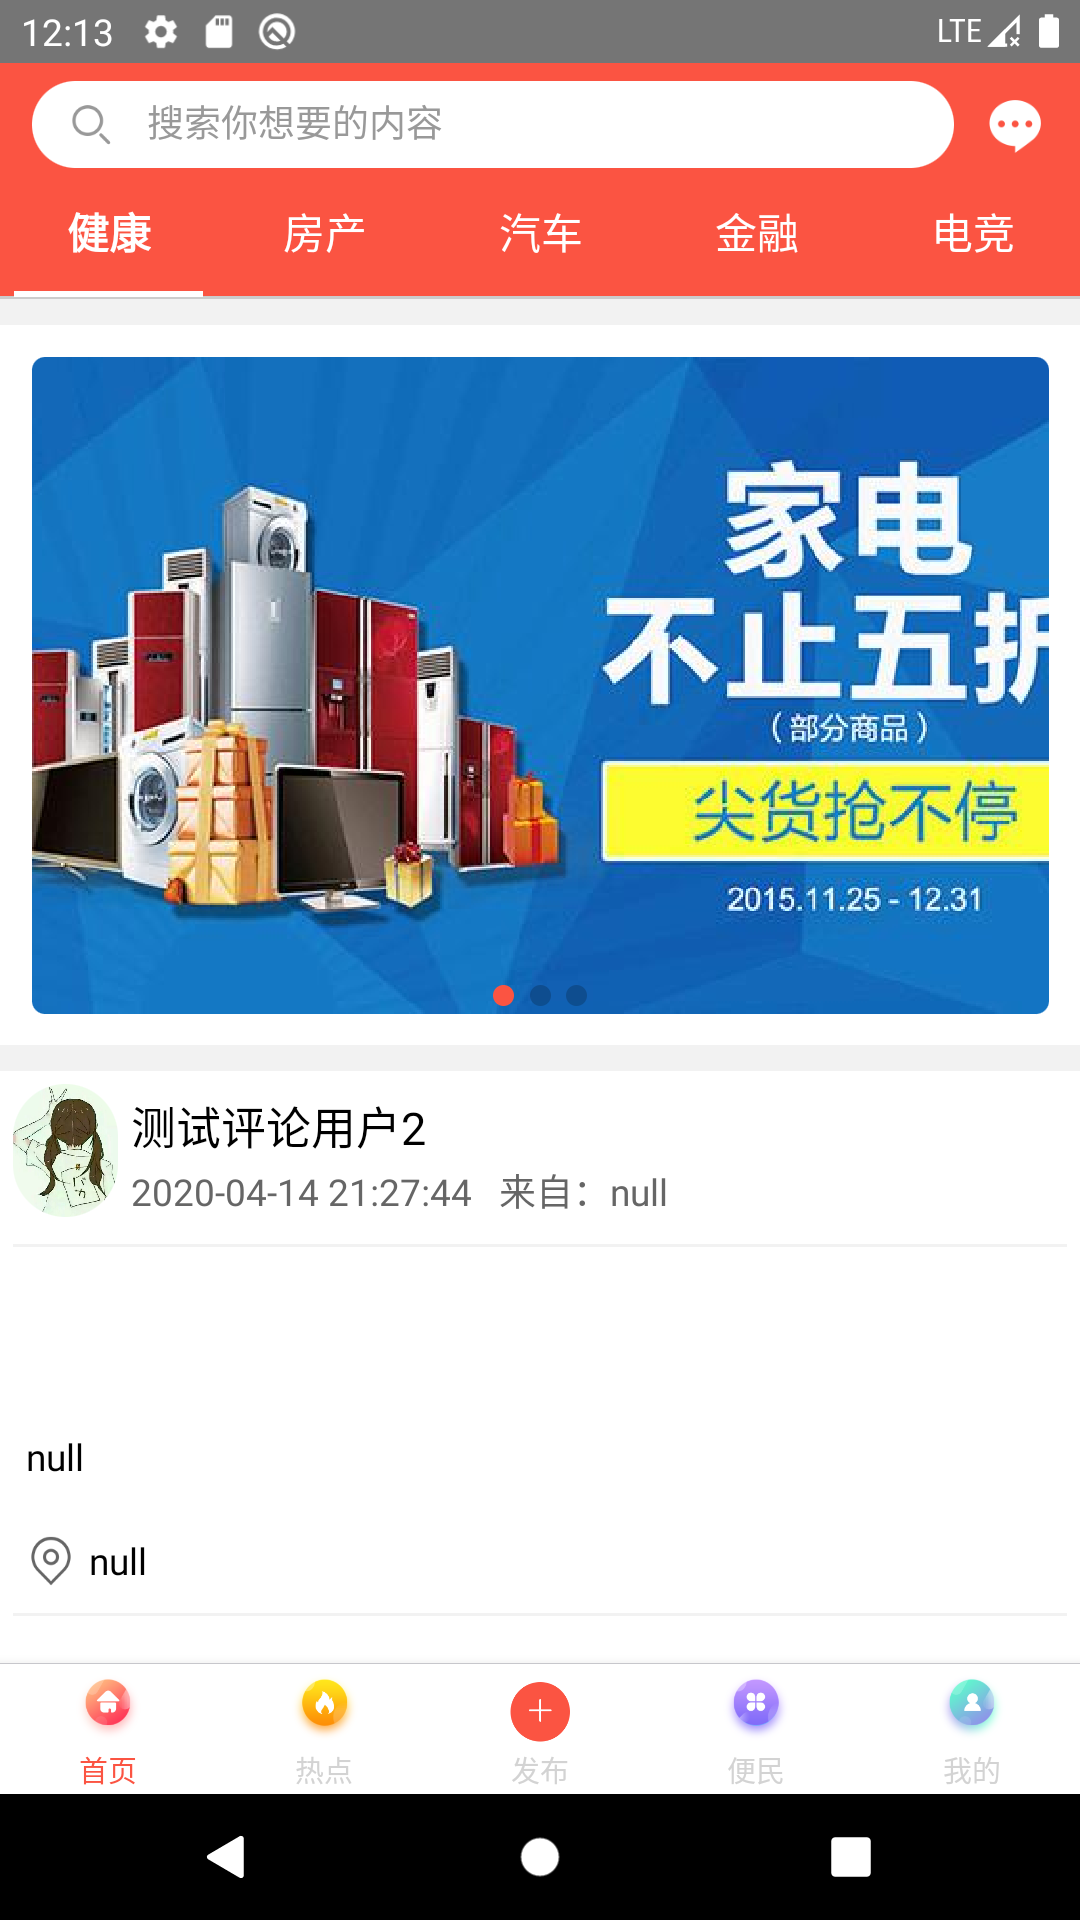 12:13 LTE
搜索你想要的内容
健康 房产 汽车 金融 电竞
家电
不止五折
(部分商品)
尖货抢不停
2015.11.25 - 12.31
测试评论用户2
2020-04-14 21:27:44 来自：null
null
null
首页 热点 发布 便民 我的